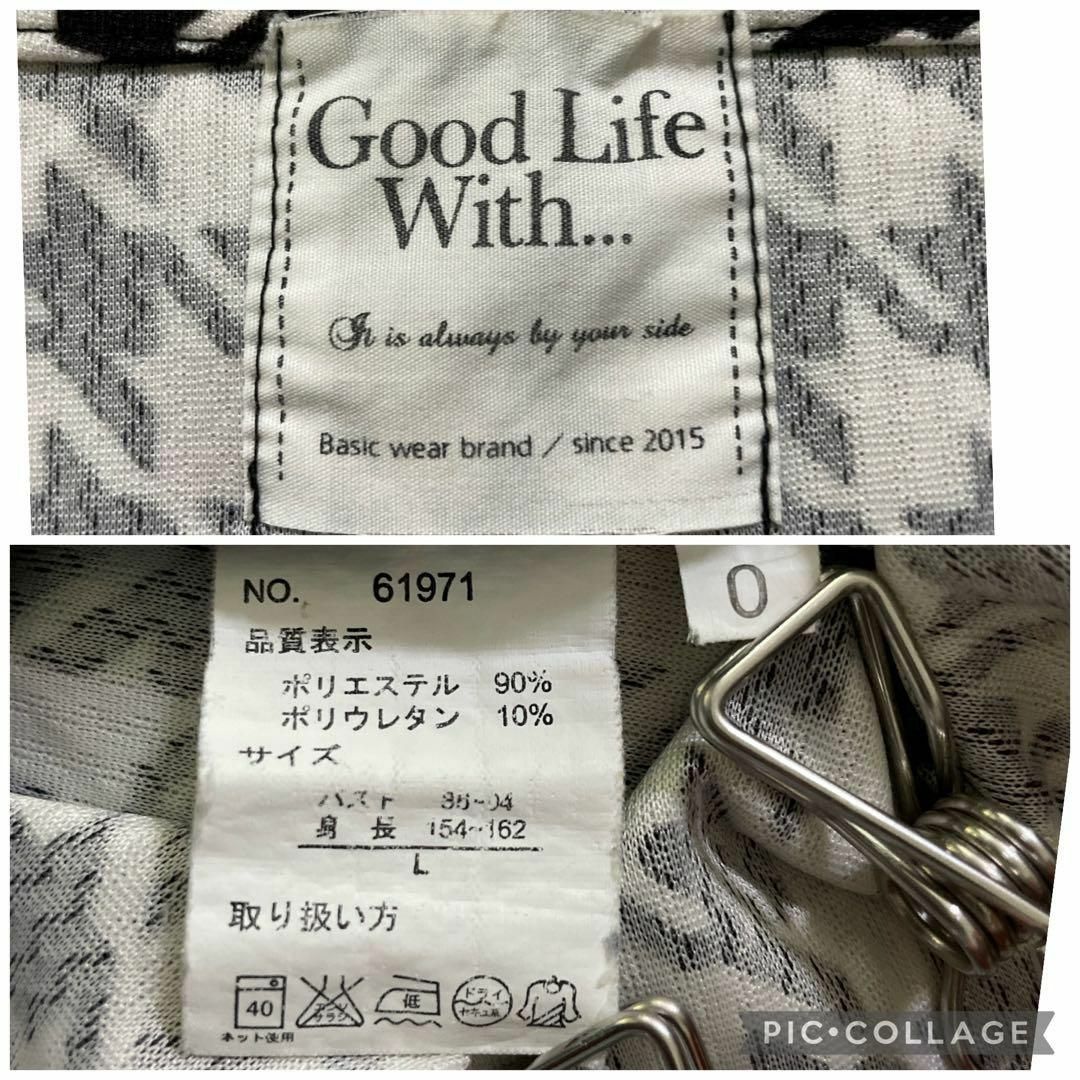 Good Life
With...
It is always by your side
Basic wear brand / since 2015
NO. 61971
0
品質表示
ポリエステル 90%
ポリウレタン 10%
サイズ
バスト
身長 154~162
L
取り扱い方
40
低
ドライ
ネット使用
PIC•COLLAGE